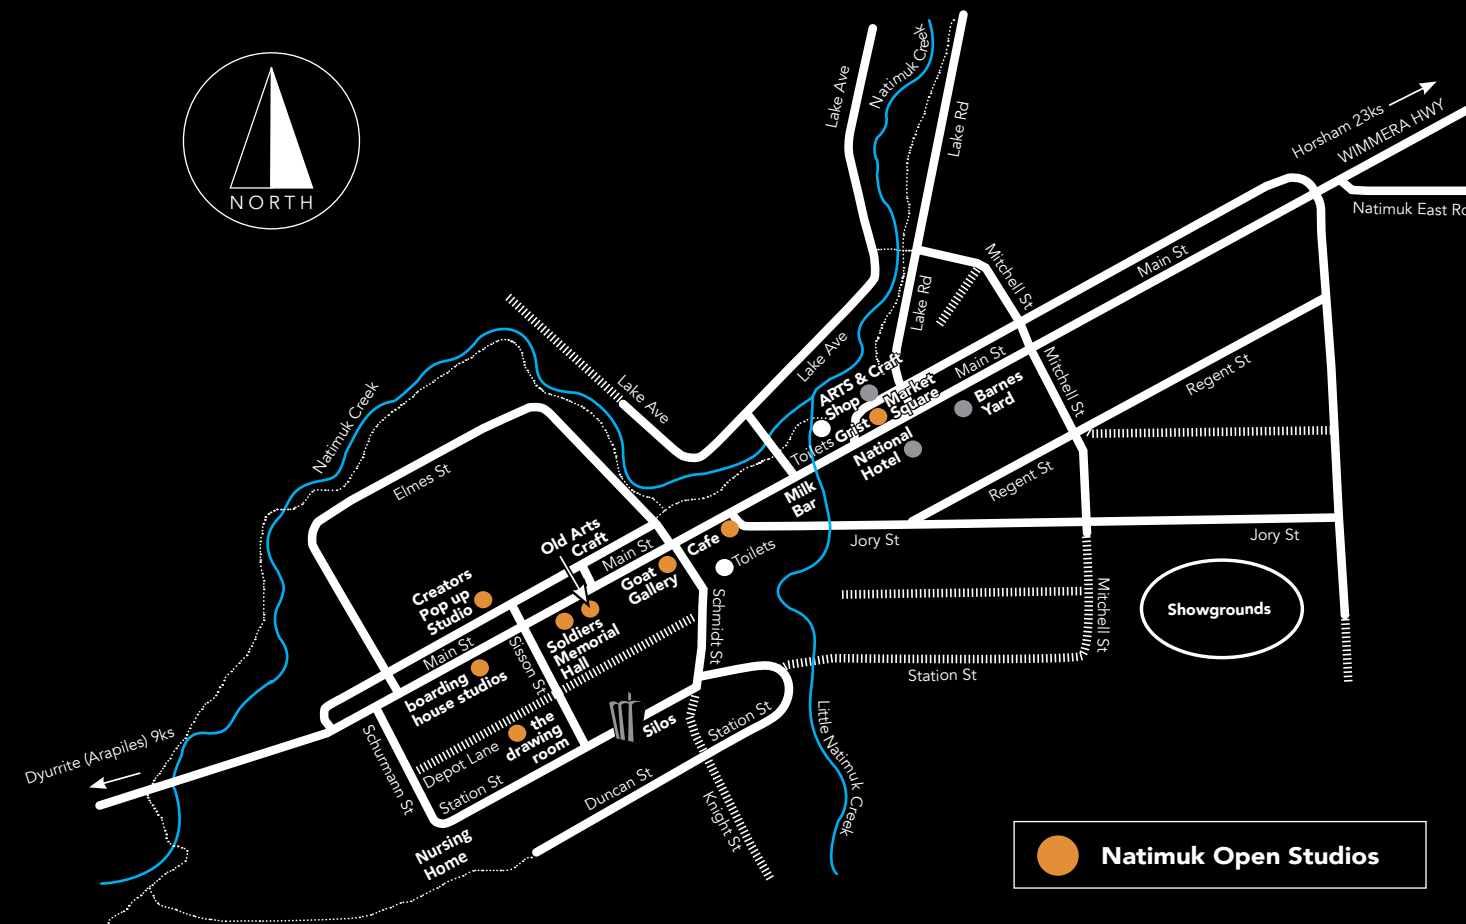 NORTH
Lake Ave
Natimuk Creek
Lake Rd
Horsham 23ks
WIMMERA HWY
Natimuk East Rd
Main St
Mitchell St
Lake Rd
Lake Ave
Lake Ave
Natimuk Creek
ARTS & Craft
Shop
Market
Square
Grist
Main St
Barnes
Yard
Mitchell St
Regent St
National
Hotel
Toilets
Milk
Bar
Regent St
Elmes St
Old Arts
Craft
Main St
Cafe
Toilets
Jory St
Jory St
Goat
Gallery
Creators
Pop up
Studio
Soldiers
Memorial
Hall
Schmidt St
Mitchell St
Showgrounds
Main St
Sisson St
boarding
house studios
Station St
Silos
Station St
the
drawing
room
Depot Lane
Schurmann St
Dyurrite (Arapiles) 9ks
Station St
Duncan St
Knight St
Little Natimuk Creek
Nursing
Home
Natimuk Open Studios